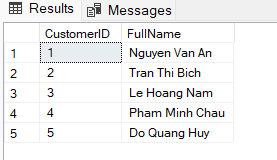 Results Messages
CustomerID FullName
1 1 Nguyen Van An
2 2 Tran Thi Bich
3 3 Le Hoang Nam
4 4 Pham Minh Chau
5 5 Do Quang Huy